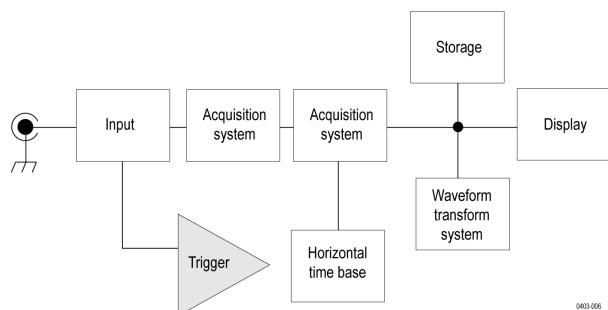 Storage
Input
Acquisition
system
Acquisition
system
Display
Waveform
transform
system
Trigger
Horizontal
time base
0403-006